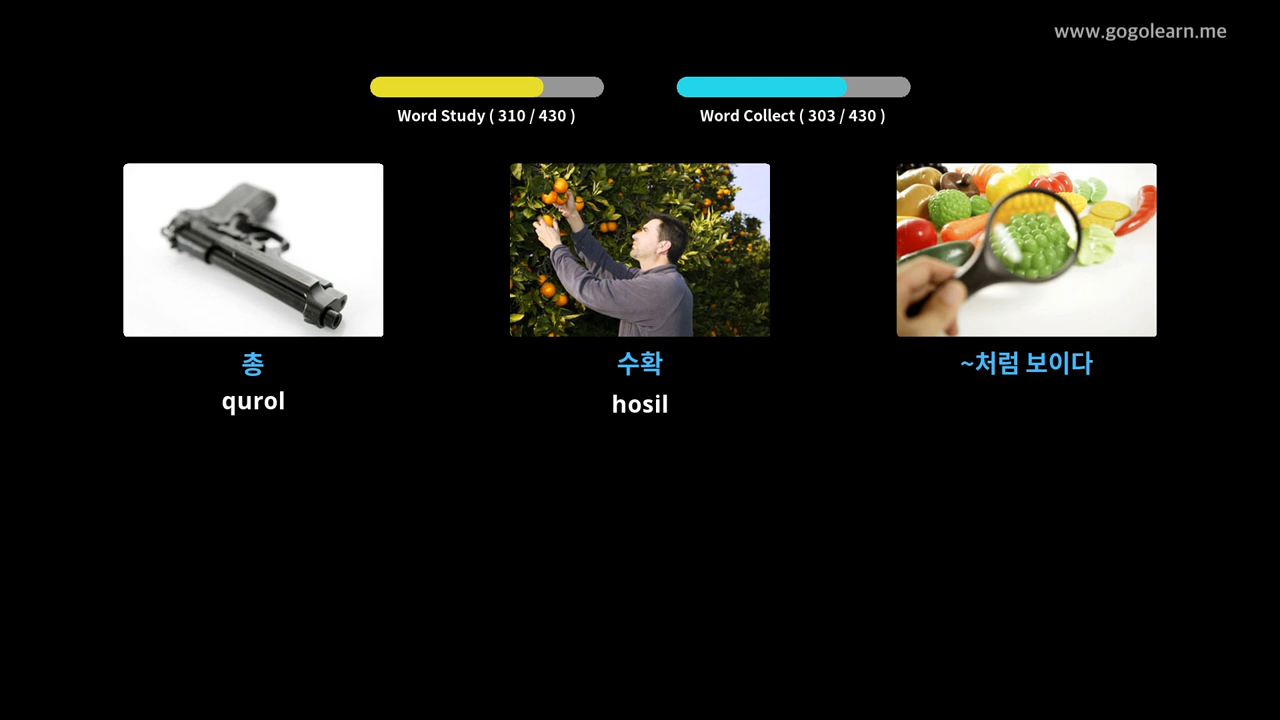 www.gogolearn.me
Word Study ( 310 / 430 )
Word Collect ( 303 / 430 )
총
수확
~처럼 보이다
qurol
hosil